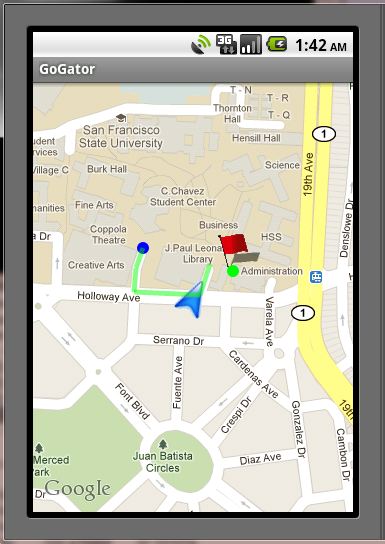 3G
1:42 AM
GoGator
T - N
T - R
Thornton
Hall
T - Q
San Francisco
State University
Hensill Hall
1
udent
ervices
Village C
Burk Hall
Science
19th Ave
Denslowe Dr
C.Chavez
Student Center
manities
Fine Arts
Business
Coppola
Theatre
HSS
a Dr
J.Paul Leona
Library
Creative Arts
Administration
Holloway Ave
1
Varela Ave
Serrano Dr
Cardenas Ave
Fuente Ave
Font Blvd
Crespi Dr
Gonzalez Dr
19th
Cambon Dr
Juan Batista
Circles
Diaz Ave
Merced
Park
Google